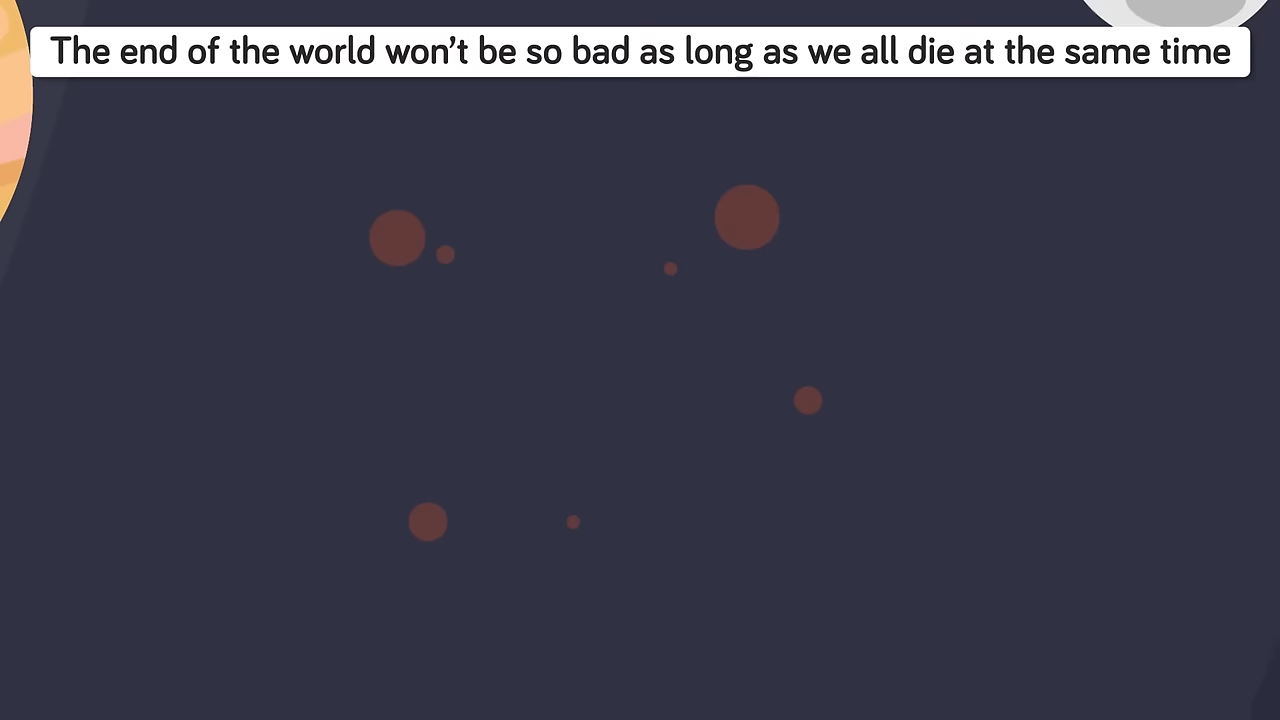 The end of the world won’t be so bad as long as we all die at the same time